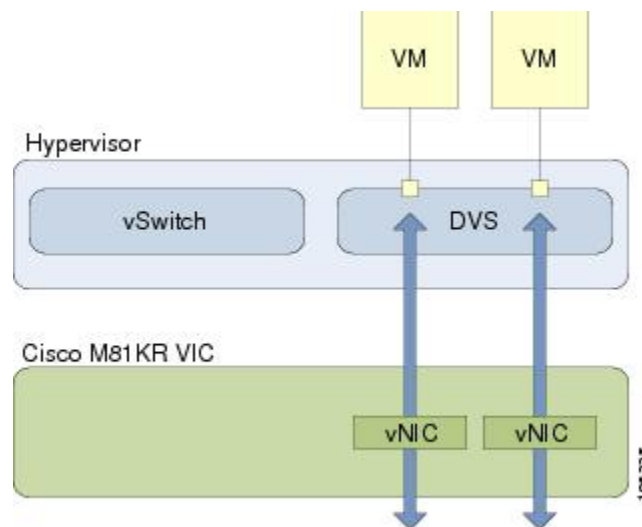 VM VM
Hypervisor
vSwitch DVS
Cisco M81KR VIC
vNIC vNIC